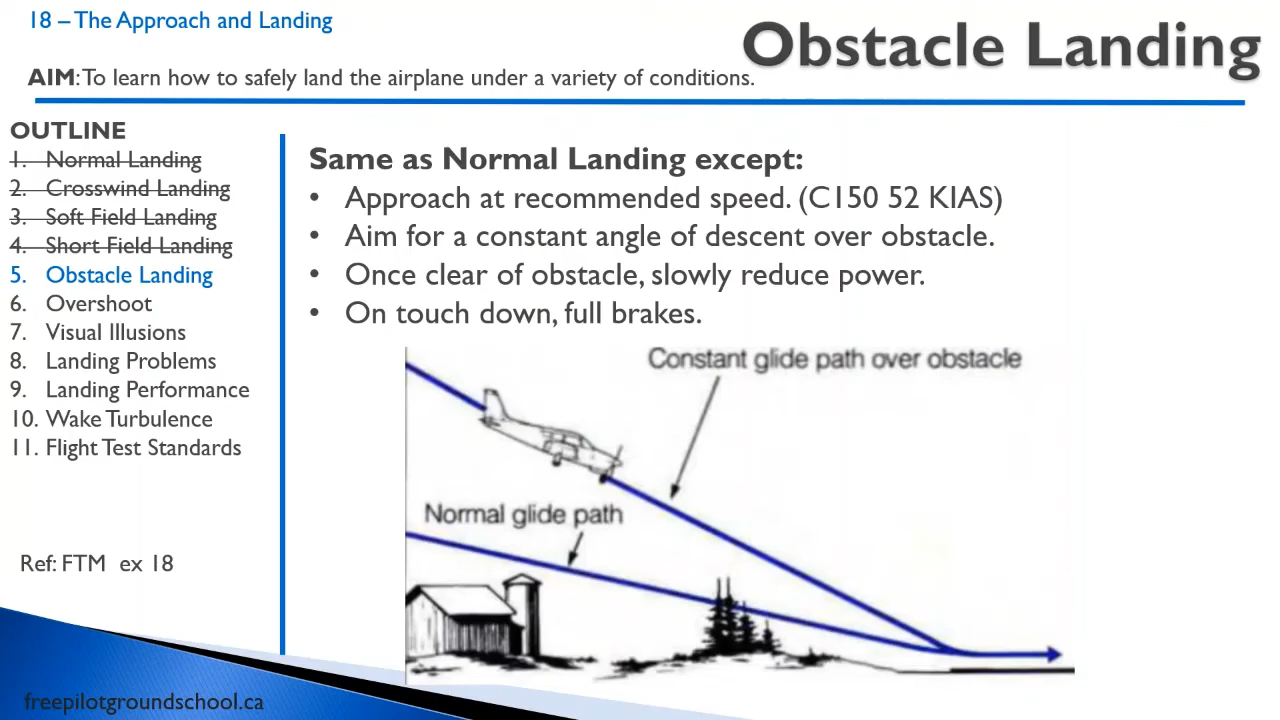 18 – The Approach and Landing
Obstacle Landing
AIM: To learn how to safely land the airplane under a variety of conditions.
OUTLINE
1. Normal Landing
2. Crosswind Landing
3. Soft Field Landing
4. Short Field Landing
5. Obstacle Landing
6. Overshoot
7. Visual Illusions
8. Landing Problems
9. Landing Performance
10. Wake Turbulence
11. Flight Test Standards
Ref: FTM ex 18
freepilotgroundschool.ca
Same as Normal Landing except:
• Approach at recommended speed. (C150 52 KIAS)
• Aim for a constant angle of descent over obstacle.
• Once clear of obstacle, slowly reduce power.
• On touch down, full brakes.
Constant glide path over obstacle
Normal glide path